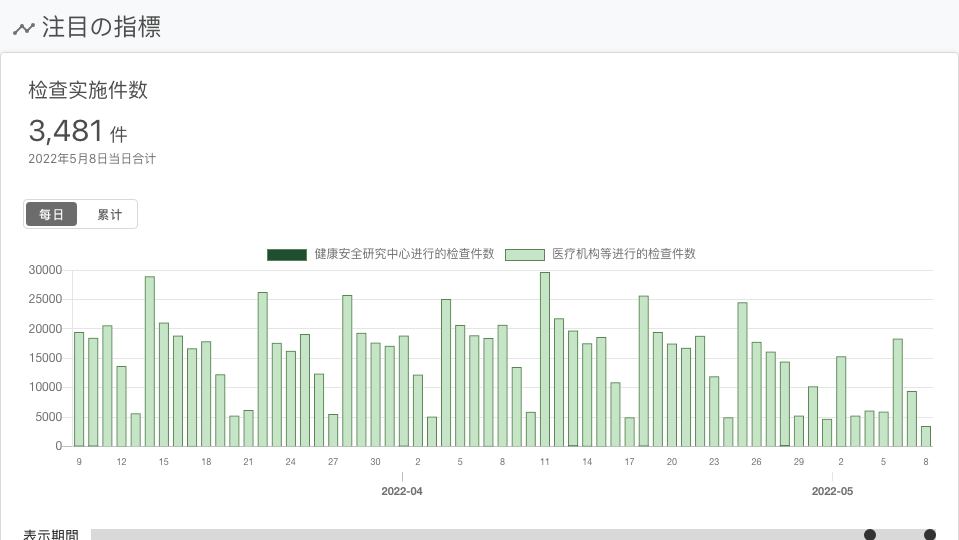 注目の指標
检查实施件数
3,481 件
2022年5月8日当日合计
每日 累计
健康安全研究中心进行的检查件数 医疗机构等进行的检查件数
30000
25000
20000
15000
10000
5000
0
9 12 15 18 21 24 27 30 2 5 8 11 14 17 20 23 26 29 2 5 8
2022-04 2022-05
表示期間